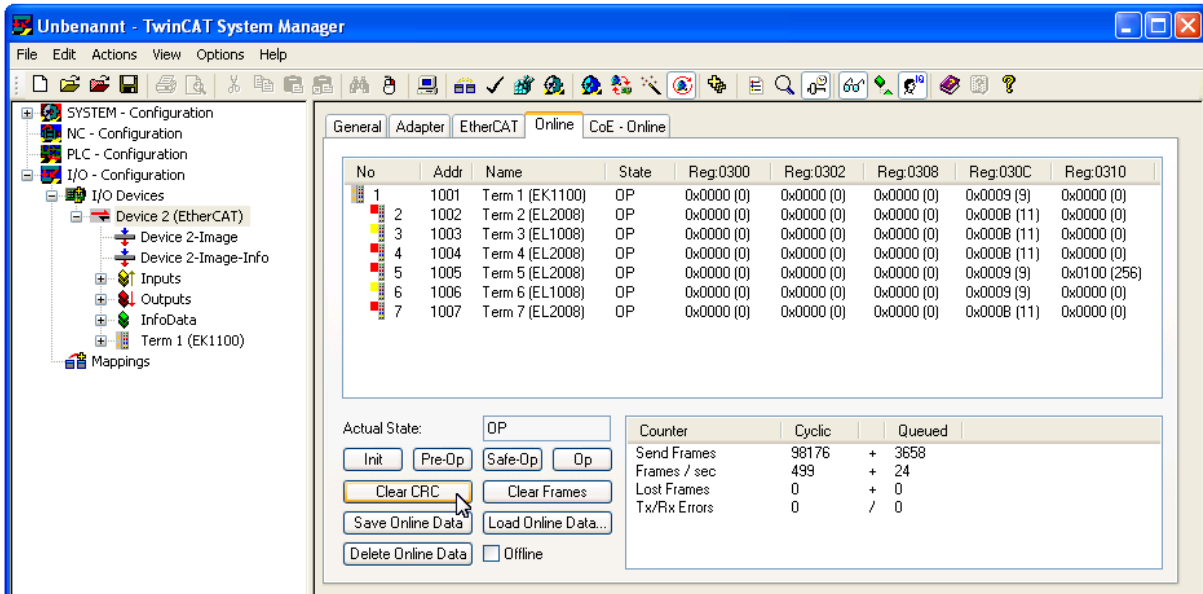 Unbenannt - TwinCAT System Manager
File Edit Actions View Options Help
SYSTEM - Configuration
NC - Configuration
PLC - Configuration
I/O - Configuration
I/O Devices
Device 2 (EtherCAT)
Device 2-Image
Device 2-Image-Info
Inputs
Outputs
InfoData
Term 1 (EK1100)
Mappings
General Adapter EtherCAT Online CoE - Online
No Addr Name State Reg:0300 Reg:0302 Reg:0308 Reg:030C Reg:0310
1 1001 Term 1 (EK1100) OP 0x0000 (0) 0x0000 (0) 0x0000 (0) 0x0009 (9) 0x0000 (0)
2 1002 Term 2 (EL2008) OP 0x0000 (0) 0x0000 (0) 0x0000 (0) 0x000B (11) 0x0000 (0)
3 1003 Term 3 (EL1008) OP 0x0000 (0) 0x0000 (0) 0x0000 (0) 0x000B (11) 0x0000 (0)
4 1004 Term 4 (EL2008) OP 0x0000 (0) 0x0000 (0) 0x0000 (0) 0x000B (11) 0x0000 (0)
5 1005 Term 5 (EL2008) OP 0x0000 (0) 0x0000 (0) 0x0000 (0) 0x0009 (9) 0x0100 (256)
6 1006 Term 6 (EL1008) OP 0x0000 (0) 0x0000 (0) 0x0000 (0) 0x0009 (9) 0x0000 (0)
7 1007 Term 7 (EL2008) OP 0x0000 (0) 0x0000 (0) 0x0000 (0) 0x000B (11) 0x0000 (0)
Actual State: OP
Init Pre-Op Safe-Op Op
Clear CRC Clear Frames
Save Online Data Load Online Data...
Delete Online Data Offline
Counter Cyclic Queued
Send Frames 98176 + 3658
Frames / sec 499 + 24
Lost Frames 0 + 0
Tx/Rx Errors 0 / 0